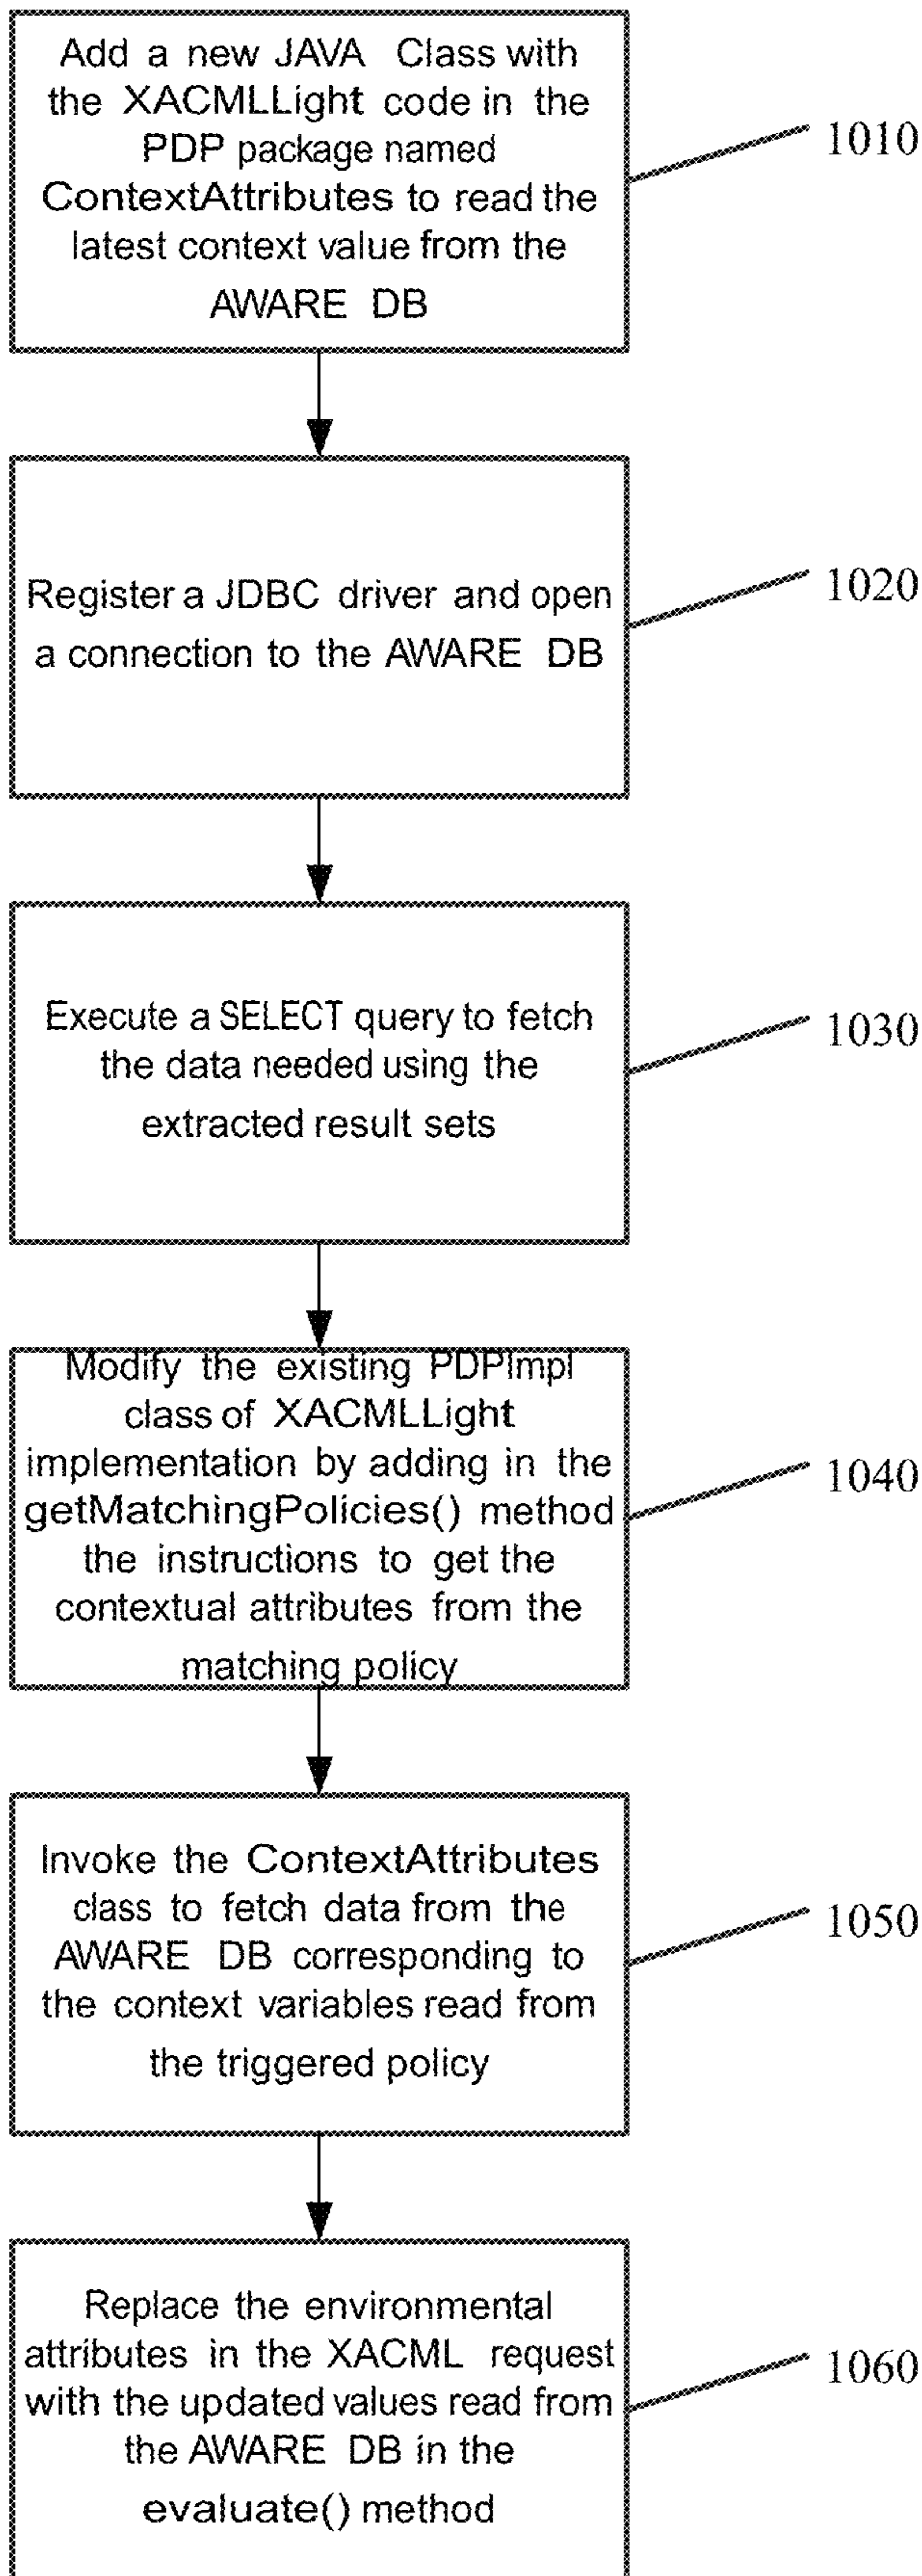 Add a new JAVA Class with
the XACMLLight code in the
PDP package named
ContextAttributes to read the
latest context value from the
AWARE DB
1010
Register a JDBC driver and open
a connection to the AWARE DB
1020
Execute a SELECT query to fetch
the data needed using the
extracted result sets
1030
Modify the existing PDPImpl
class of XACMLLight
implementation by adding in the
getMatchingPolicies() method
the instructions to get the
contextual attributes from the
matching policy
1040
Invoke the ContextAttributes
class to fetch data from the
AWARE DB corresponding to
the context variables read from
the triggered policy
1050
Replace the environmental
attributes in the XACML request
with the updated values read from
the AWARE DB in the
evaluate() method
1060